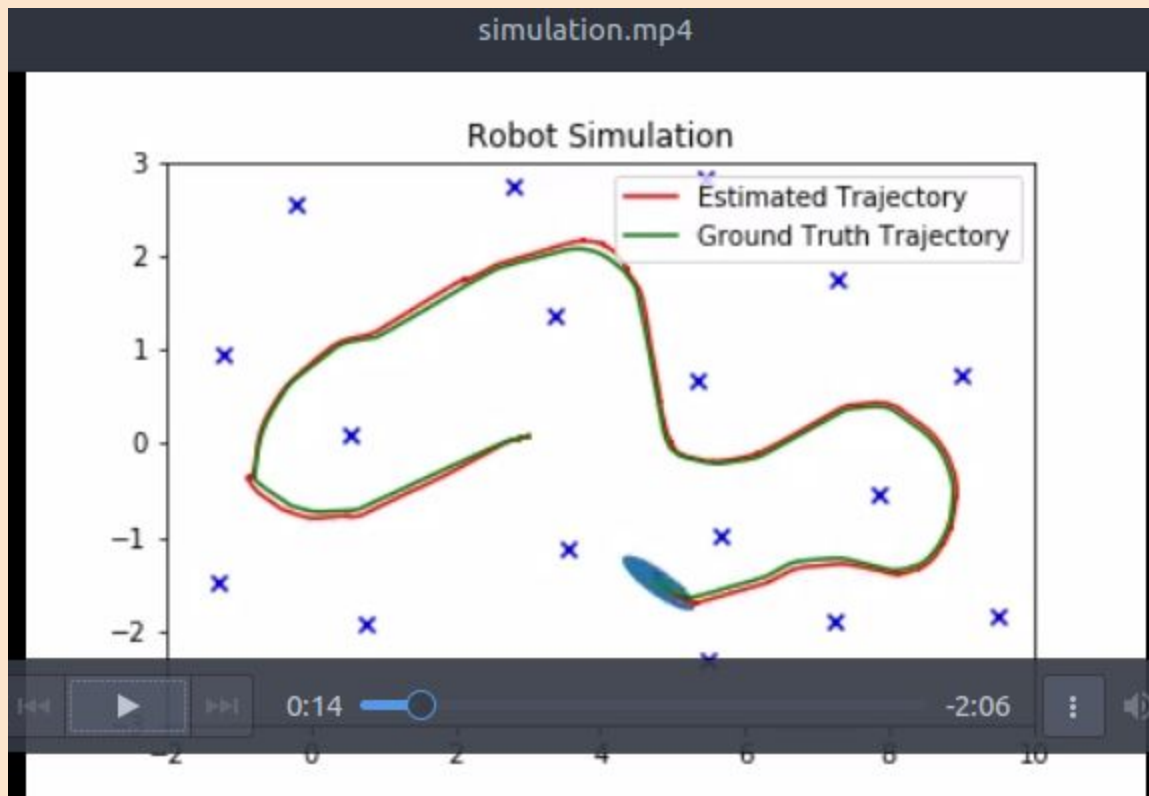 simulation.mp4
Robot Simulation
3
Estimated Trajectory
Ground Truth Trajectory
2
1
0
−1
−2
0:14
-2:06
−2 0 2 4 6 8 10